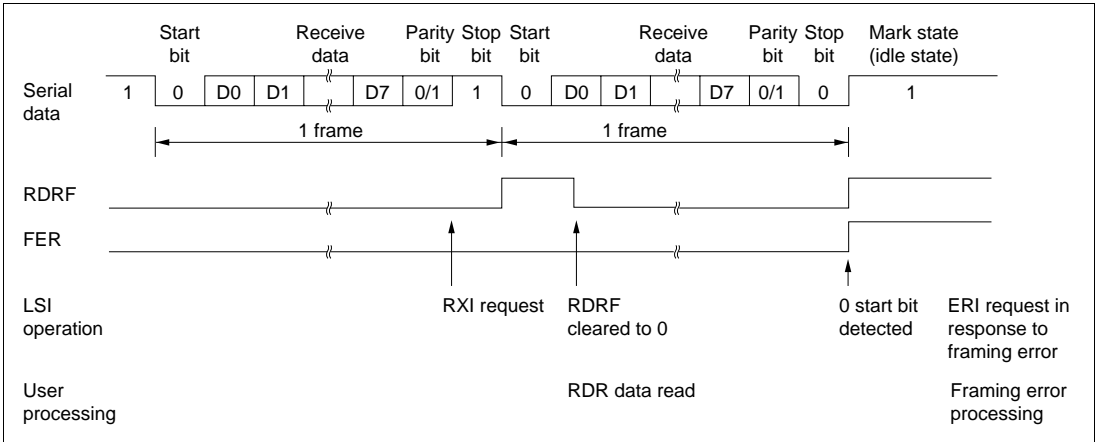 Start Receive Parity Stop Start Receive Parity Stop Mark state
bit data bit bit bit data bit bit (idle state)
Serial data 1 0 D0 D1 D7 0/1 1 0 D0 D1 D7 0/1 0 1
1 frame 1 frame
RDRF
FER
LSI RXI request RDRF 0 start bit ERI request in
operation cleared to 0 detected response to
framing error
User RDR data read Framing error
processing processing